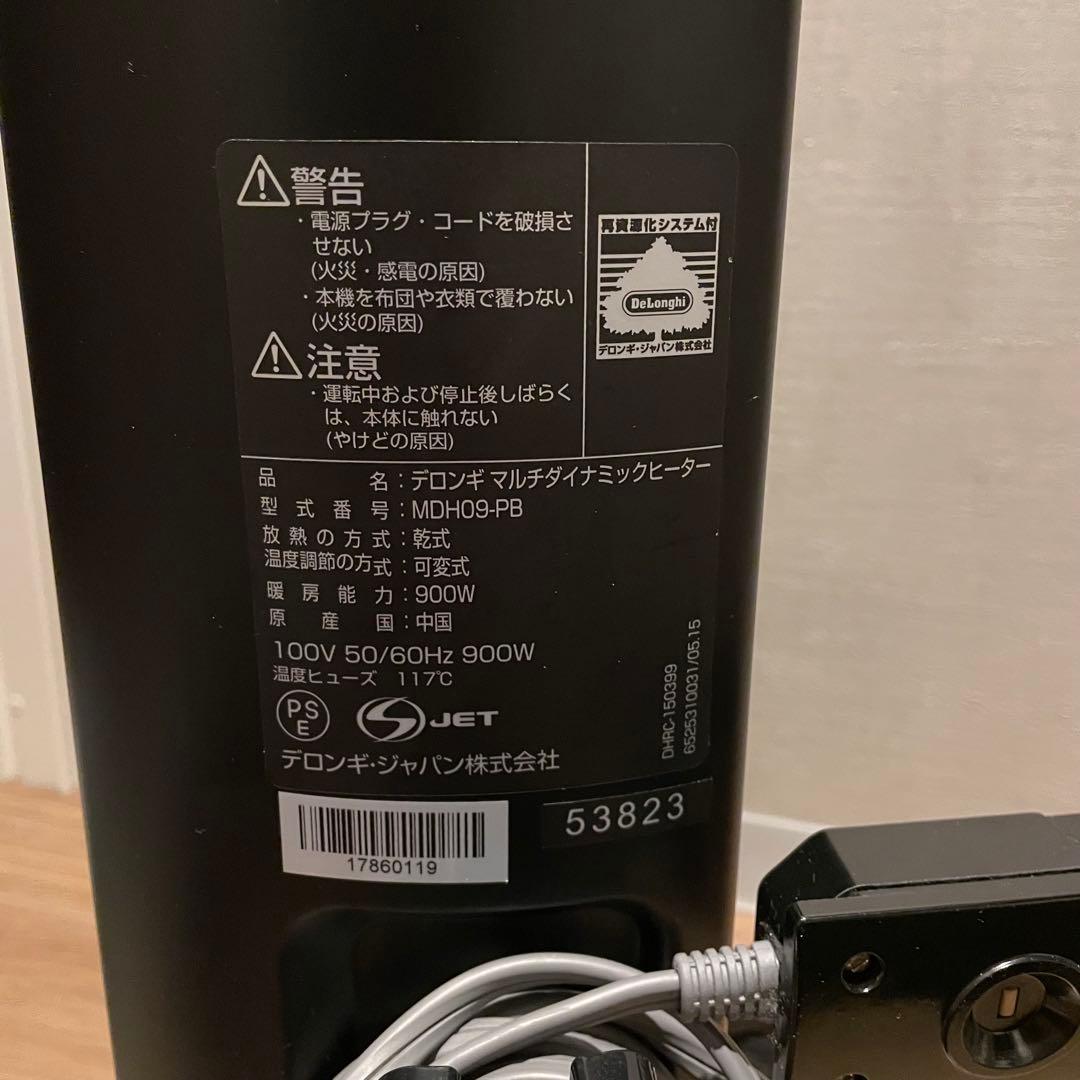 警告
・電源プラグ・コードを破損さ
せない
(火災・感電の原因)
・本機を布団や衣類で覆わない
(火災の原因)
注意
・運転中および停止後しばらく
は、本体に触れない
(やけどの原因)
再資源化システム付
DeLonghi
デロンギ・ジャパン株式会社
品名：デロンギ マルチダイナミックヒーター
型式番号：MDH09-PB
放熱の方式：乾式
温度調節の方式：可変式
暖房能力：900W
原産国：中国
100V 50/60Hz 900W
温度ヒューズ 117℃
PSE
S JET
デロンギ・ジャパン株式会社
DHRC-150399
6525310031/05.15
17860119
53823